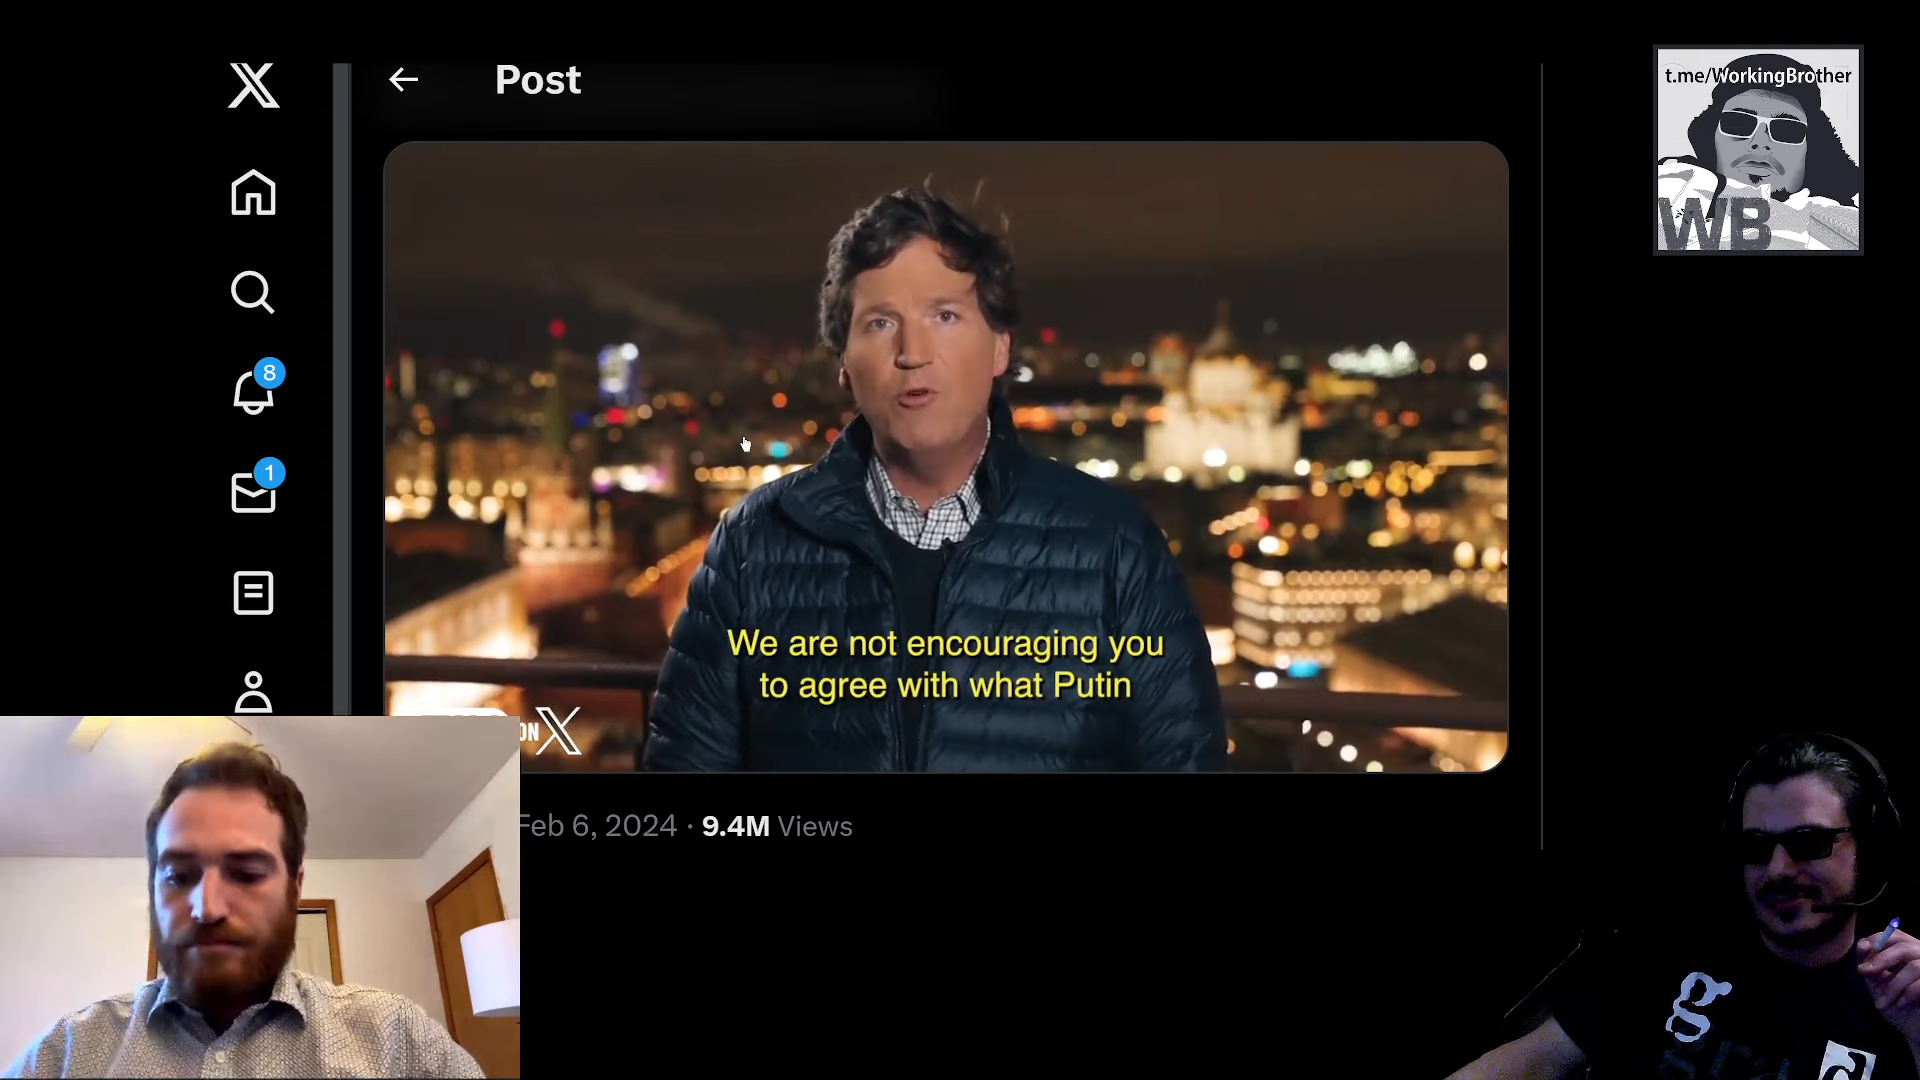 X
Post
t.me/WorkingBrother
WB
8
1
We are not encouraging you
to agree with what Putin
ON X
Feb 6, 2024 · 9.4M Views
g